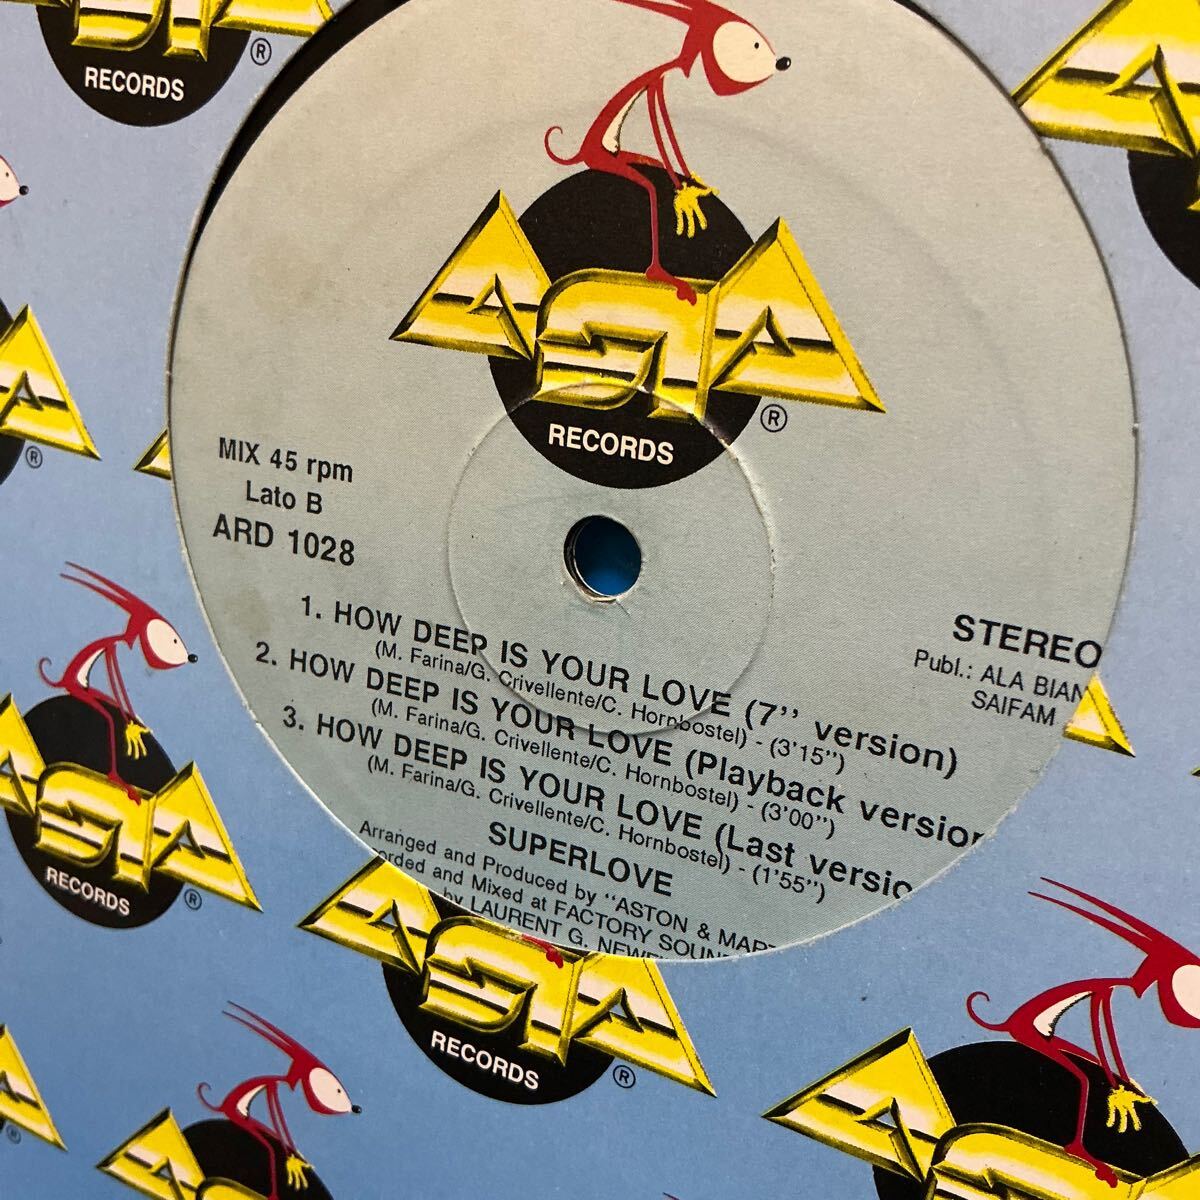 RECORDS
®
ASIA
RECORDS
®
MIX 45 rpm
Lato B
ARD 1028
STEREO
Publ.: ALA BIAN
SAIFAM
1. HOW DEEP IS YOUR LOVE (7" version)
(M. Farina/G. Crivellente/C. Hornbostel) - (3'15")
2. HOW DEEP IS YOUR LOVE (Playback version
(M. Farina/G. Crivellente/C. Hornbostel) - (3'00")
3. HOW DEEP IS YOUR LOVE (Last versio
(M. Farina/G. Crivellente/C. Hornbostel) - (1'55")
SUPERLOVE
Arranged and Produced by "ASTON & MART
orded and Mixed at FACTORY SOUN
by LAURENT G. NEW
®
RECORDS
®
RECORDS
®
®